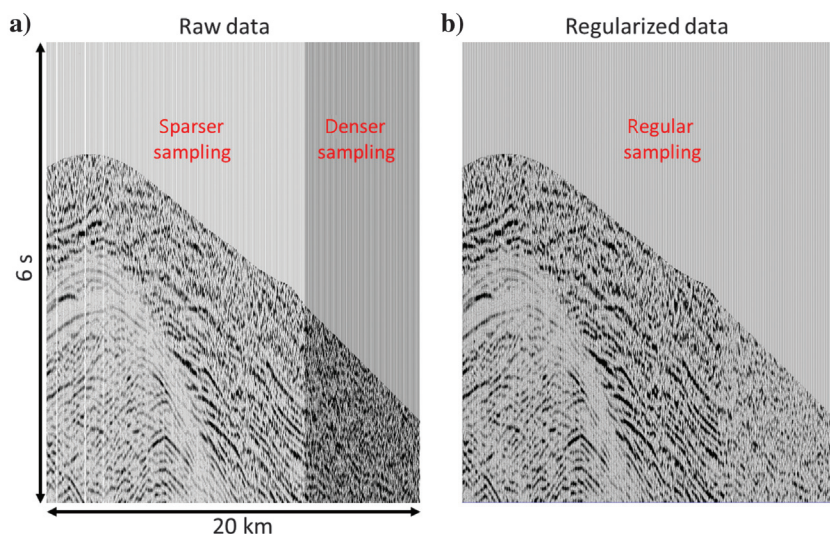 a)
Raw data
Sparser
sampling
Denser
sampling
6 s
20 km
b)
Regularized data
Regular
sampling